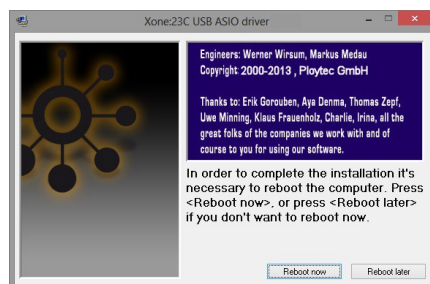 Xone:23C USB ASIO driver
Engineers: Werner Wirsum, Markus Medau
Copyright 2000-2013 , Ploytec GmbH
Thanks to: Erik Gorouben, Aya Denma, Thomas Zepf,
Uwe Minning, Klaus Frauenholz, Charlie, Irina, all the
great folks of the companies we work with and of
course to you for using our software.
In order to complete the installation it's
necessary to reboot the computer. Press
<Reboot now>, or press <Reboot later>
if you don't want to reboot now.
Reboot now
Reboot later